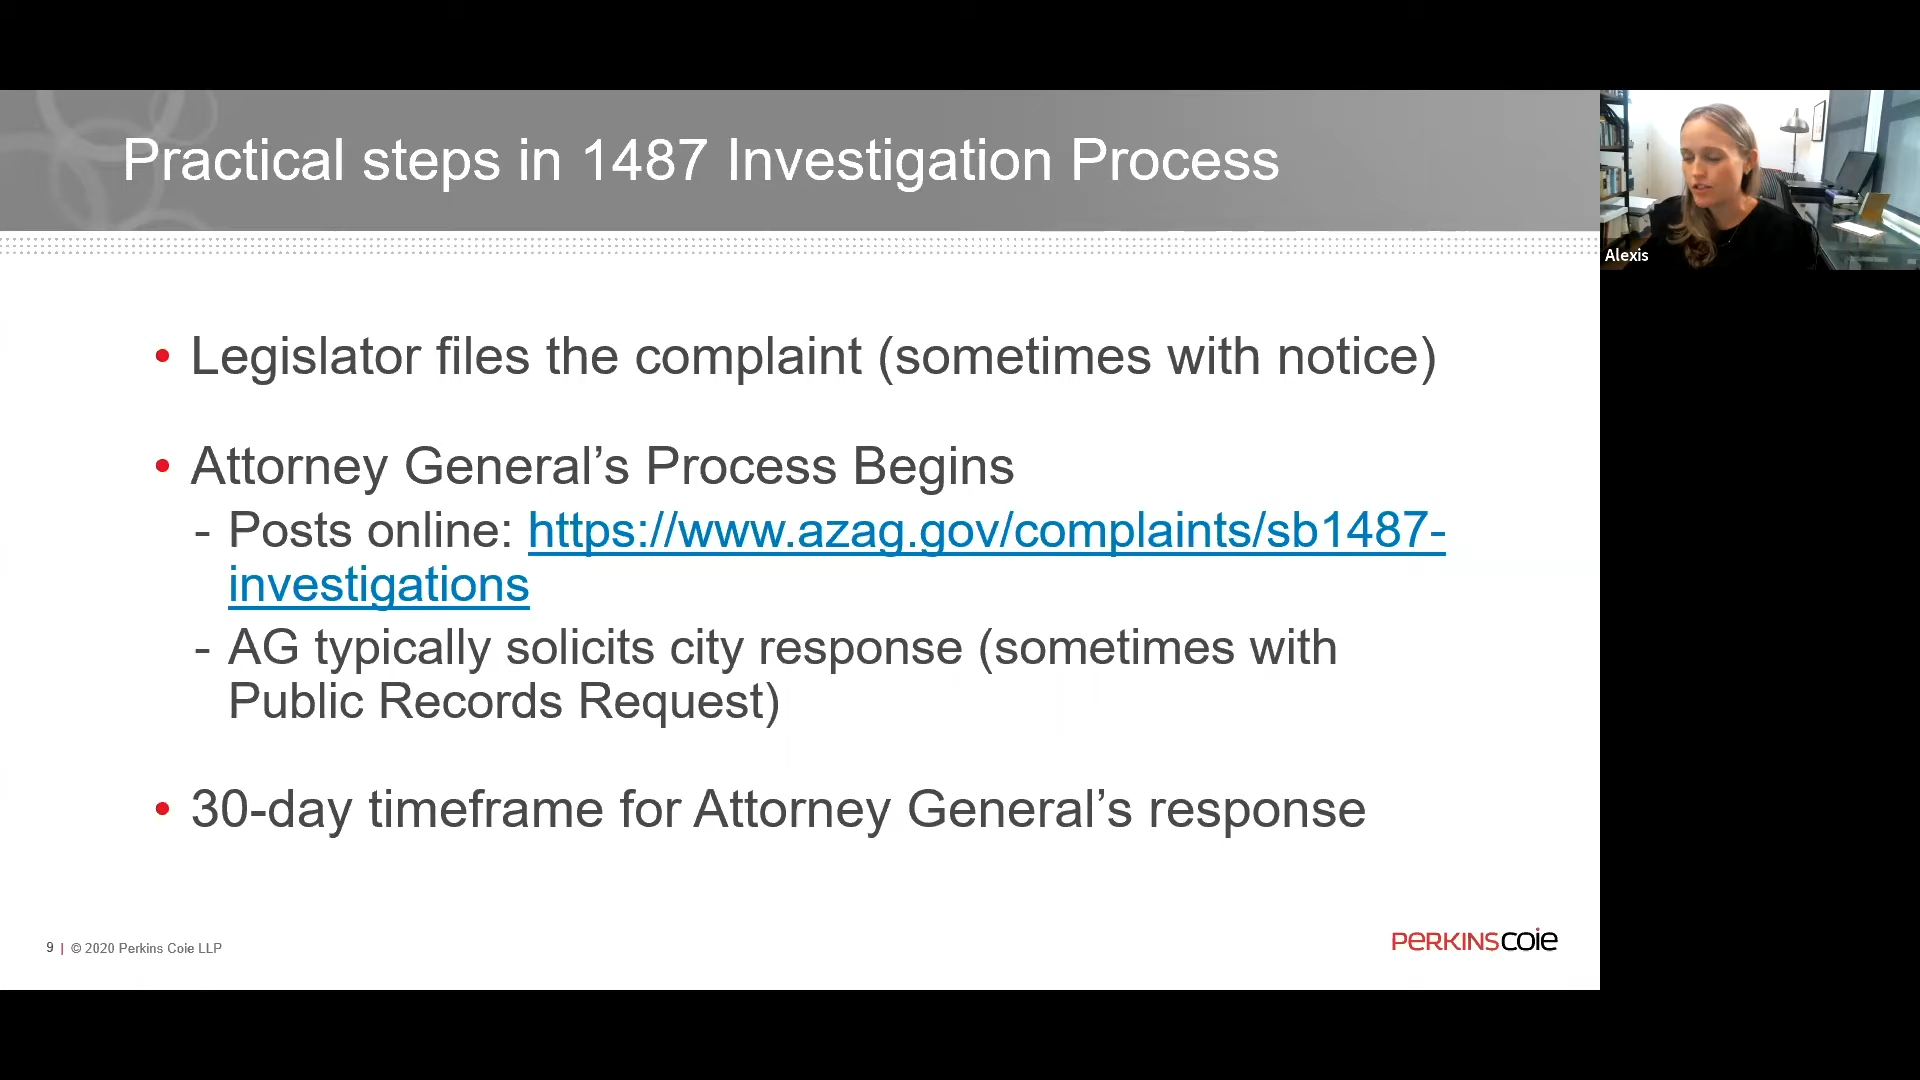 Practical steps in 1487 Investigation Process
Alexis
• Legislator files the complaint (sometimes with notice)
• Attorney General’s Process Begins
- Posts online: https://www.azag.gov/complaints/sb1487-
investigations
- AG typically solicits city response (sometimes with
Public Records Request)
• 30-day timeframe for Attorney General’s response
9 | © 2020 Perkins Coie LLP
PERKINSCOIE